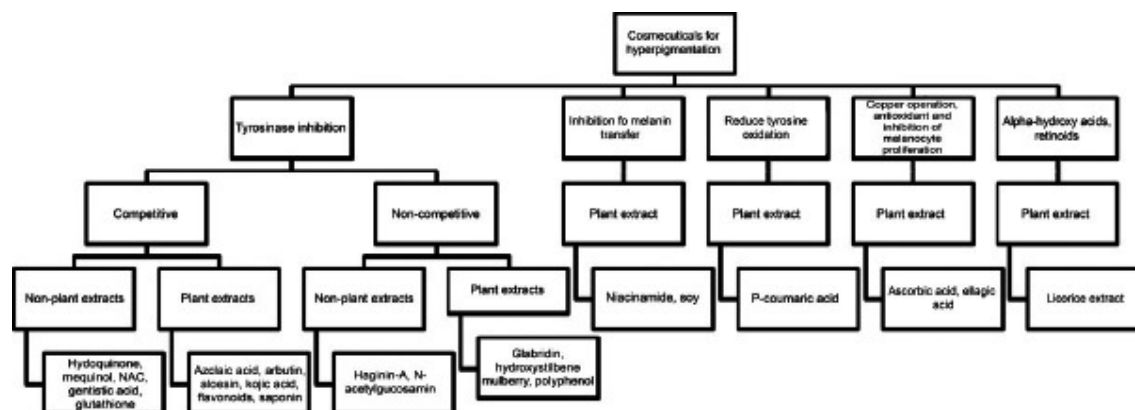 Cosmecuticals for
hyperpigmentation
Tyrosinase inhibition
Inhibition fo melanin
transfer
Reduce tyrosine
oxidation
Copper operation,
antioxidant and
inhibition of
melanocyte
proliferation
Alpha-hydroxy acids,
retinoids
Competitive
Non-competitive
Plant extract
Plant extract
Plant extract
Plant extract
Non-plant extracts
Plant extracts
Non-plant extracts
Plant extracts
Niacinamide, soy
P-coumaric acid
Ascorbic acid, ellagic
acid
Licorice extract
Hydoquinone,
mequinol, NAC,
gentistic acid,
glutathione
Azclaic acid, arbutin,
aloesin, kojic acid,
flavonoids, saponin
Haginin-A, N-
acetylglucosamin
Glabridin,
hydroxystilbene
mulberry, polyphenol